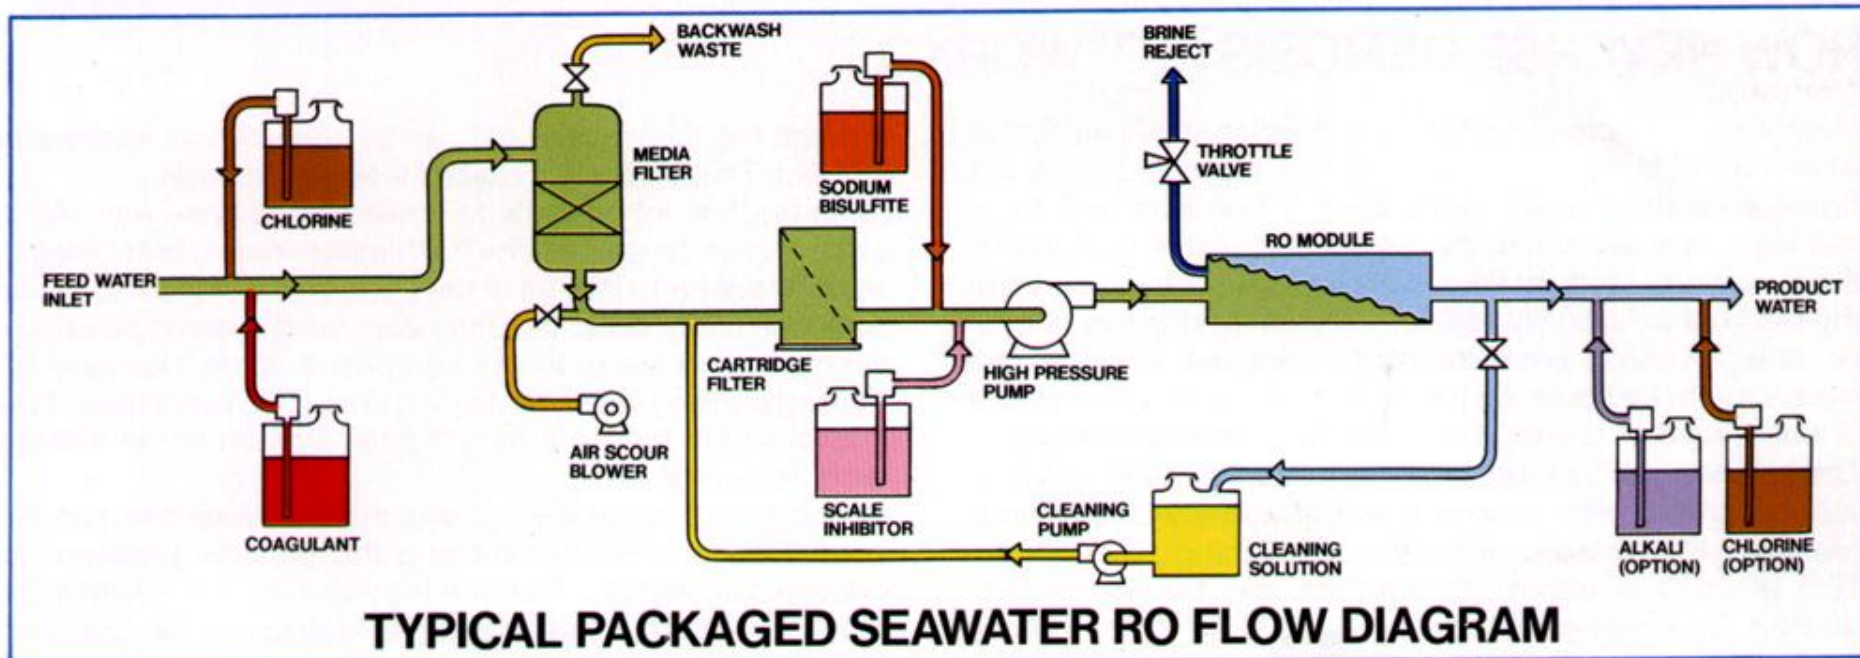 BACKWASH
WASTE
BRINE
REJECT
CHLORINE
MEDIA
FILTER
SODIUM
BISULFITE
THROTTLE
VALVE
RO MODULE
FEED WATER
INLET
PRODUCT
WATER
CARTRIDGE
FILTER
HIGH PRESSURE
PUMP
AIR SCOUR
BLOWER
COAGULANT
SCALE
INHIBITOR
CLEANING
PUMP
CLEANING
SOLUTION
ALKALI
(OPTION)
CHLORINE
(OPTION)
TYPICAL PACKAGED SEAWATER RO FLOW DIAGRAM